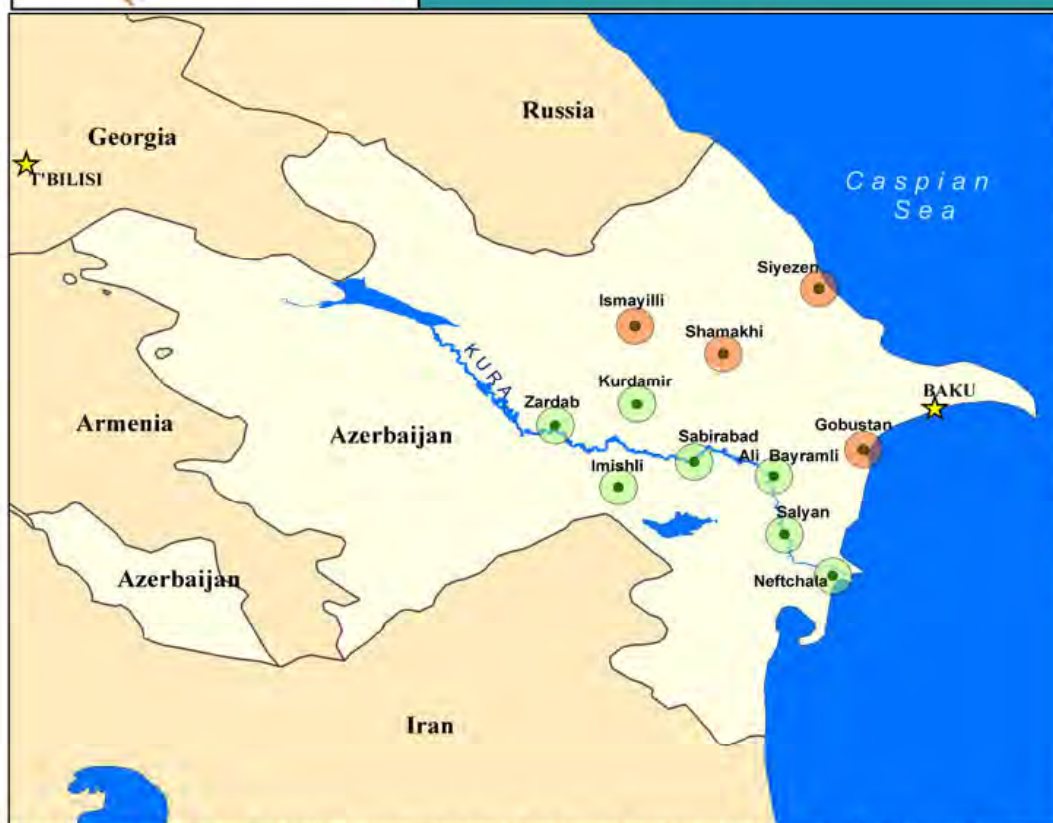 Russia
Georgia
T'BILISI
Caspian
Sea
Siyezen
Ismayilli
Shamakhi
KURA
Kurdamir
BAKU
Zardab
Armenia
Azerbaijan
Gobustan
Sabirabad
Ali Bayramli
Imishli
Salyan
Azerbaijan
Neftchala
Iran